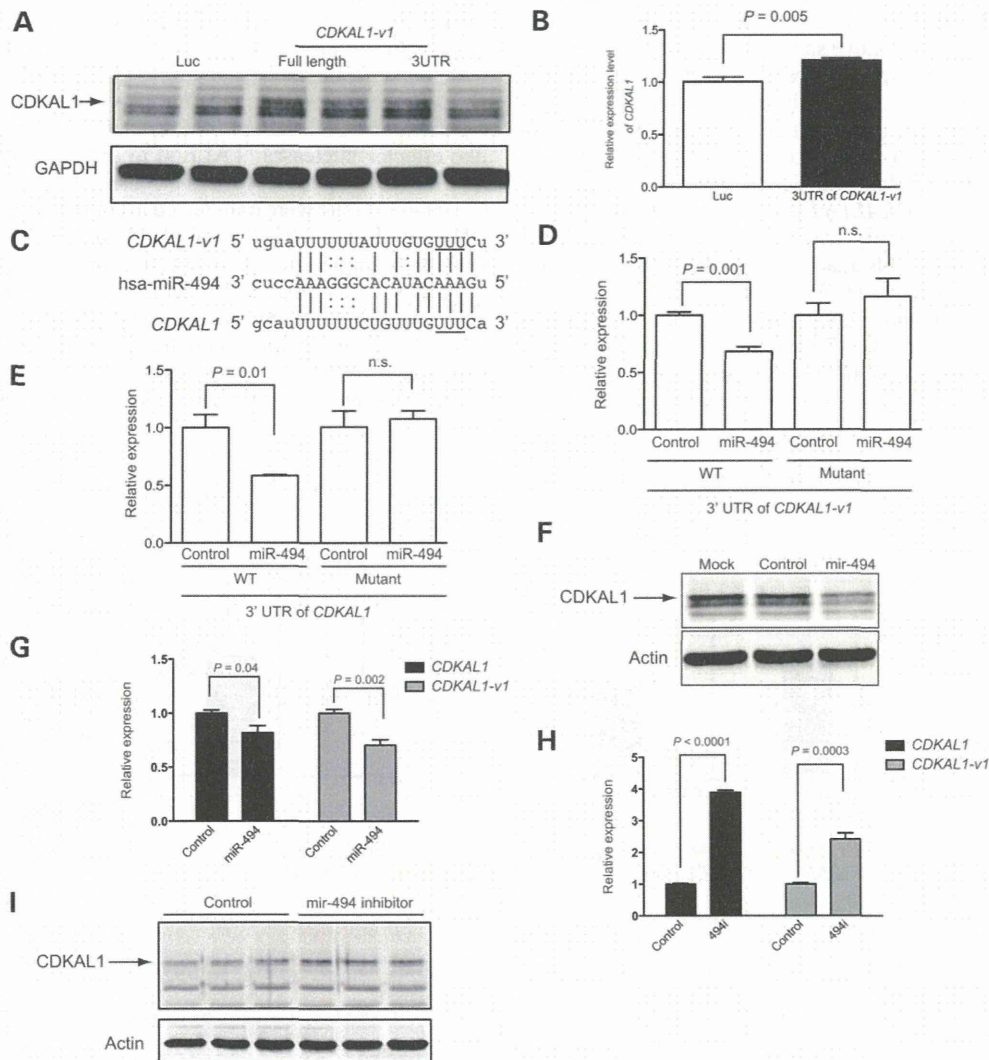 A
CDKAL1-v1
Luc
Full length
3UTR
CDKAL1
GAPDH
B
P = 0.005
Relative expression level
of CDKAL1
1.5
1.0
0.5
0.0
Luc
3UTR of CDKAL1-v1
C
CDKAL1-v1 5' uguaUUUUUUAUUUGUGUUUCu 3'
hsa-miR-494 3' cuccAAAGGGCACAUACAAAGu 5'
CDKAL1 5' gcauUUUUUUCUGUUUGUUUCa 3'
D
n.s.
P = 0.001
Relative expression
1.5
1.0
0.5
0.0
Control
miR-494
Control
miR-494
WT
Mutant
3' UTR of CDKAL1-v1
E
n.s.
P = 0.01
Relative expression
1.5
1.0
0.5
0.0
Control
miR-494
Control
miR-494
WT
Mutant
3' UTR of CDKAL1
F
Mock
Control
mir-494
CDKAL1
Actin
G
P = 0.04
P = 0.002
CDKAL1
CDKAL1-v1
Relative expression
1.5
1.0
0.5
0.0
Control
miR-494
Control
miR-494
H
P < 0.0001
P = 0.0003
CDKAL1
CDKAL1-v1
Relative expression
5
4
3
2
1
0
Control
494i
Control
494i
I
Control
mir-494 inhibitor
CDKAL1
Actin